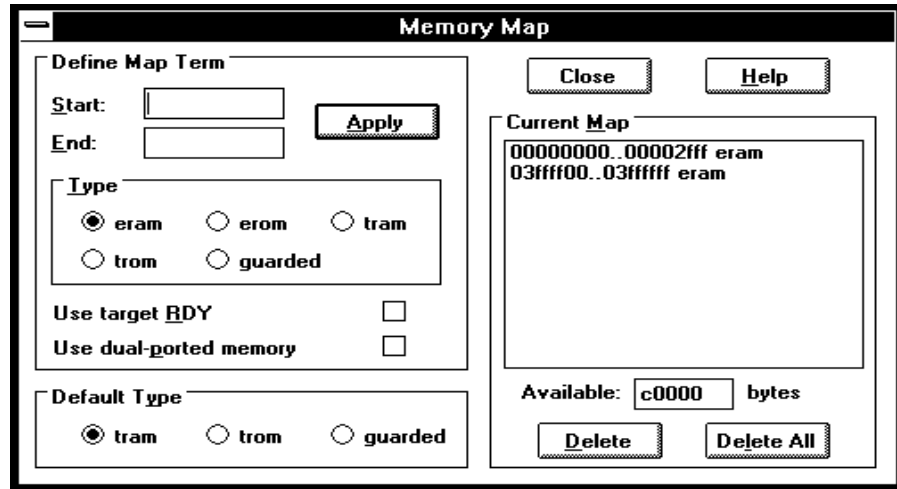 Memory Map
Define Map Term
Start:
End:
Apply
Type
eram erom tram
trom guarded
Use target RDY
Use dual-ported memory
Default Type
tram trom guarded
Close Help
Current Map
00000000..00002fff eram
03ffff00..03ffffff eram
Available: c0000 bytes
Delete Delete All